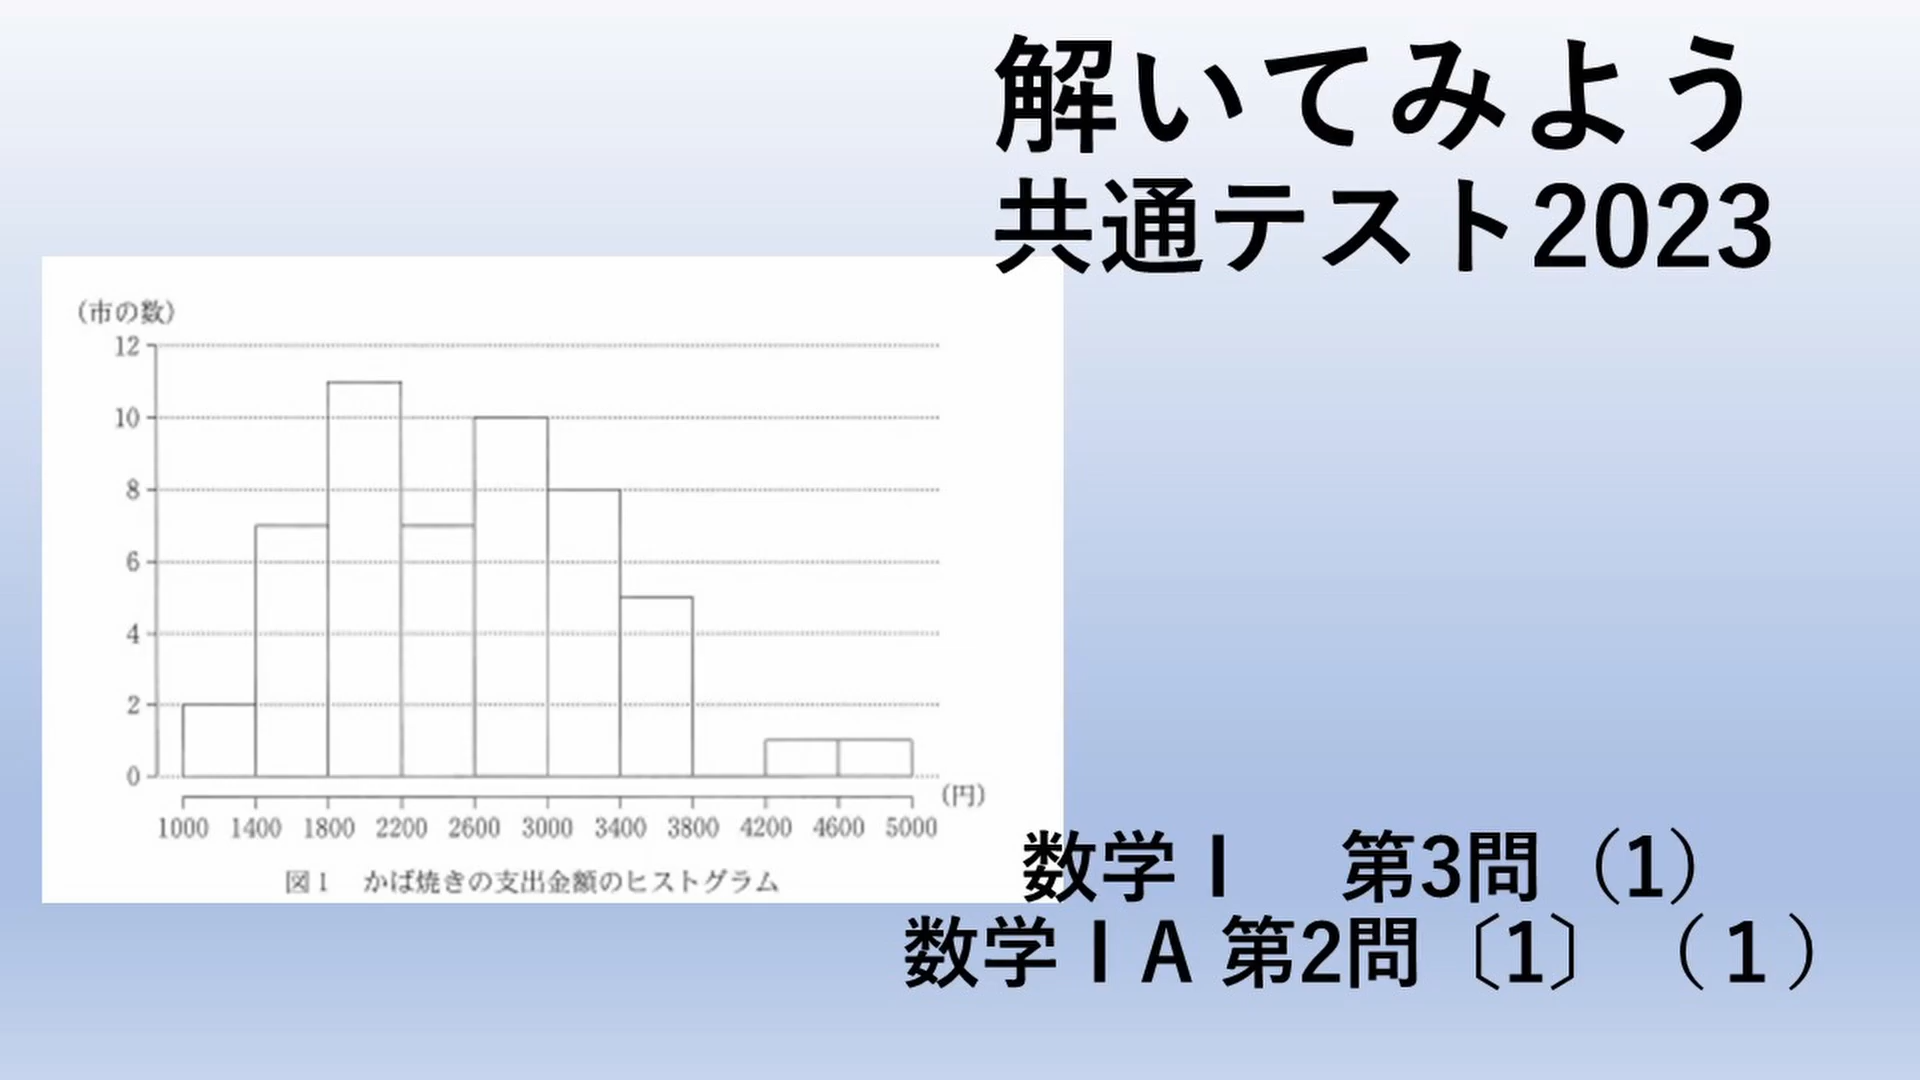 解いてみよう
共通テスト2023
(市の数)
12
10
8
6
4
2
0
(円)
1000 1400 1800 2200 2600 3000 3400 3800 4200 4600 5000
図1 かば焼きの支出金額のヒストグラム
数学Ⅰ 第3問（1）
数学ⅠA 第2問〔1〕（1）